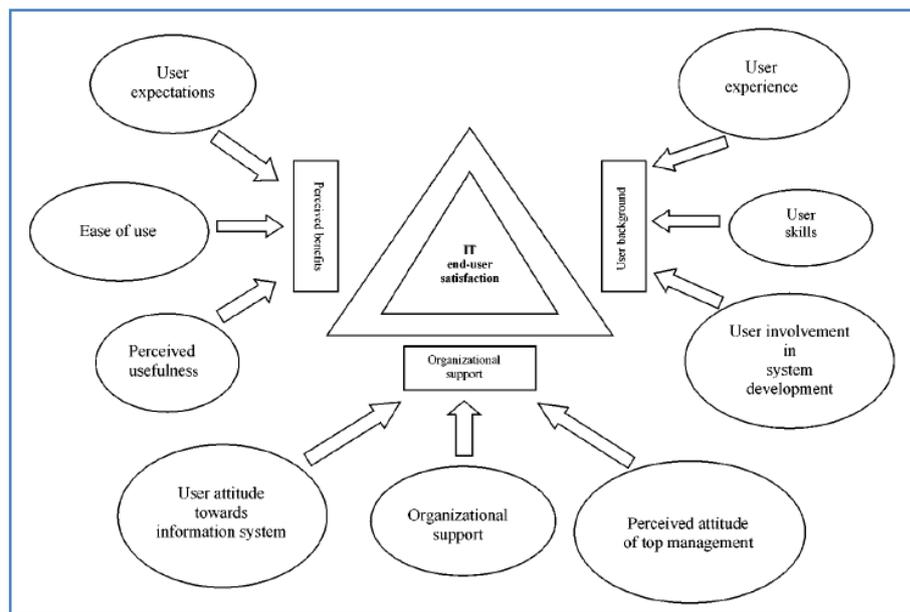 User
expectations
User
experience
Perceived benefits
User background
Ease of use
User
skills
IT
end-user
satisfaction
Perceived
usefulness
Organizational
support
User involvement
in
system
development
User attitude
towards
information system
Organizational
support
Perceived attitude
of top management